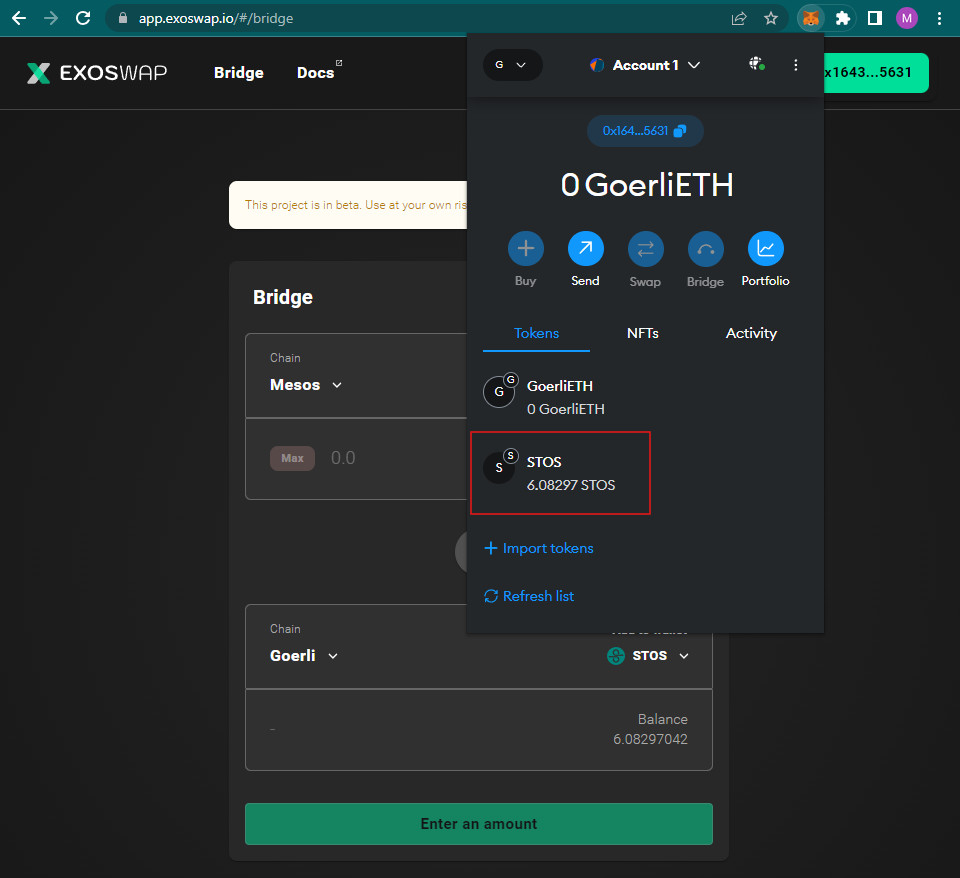 app.exoswap.io/#/bridge
M
EXOSWAP
Bridge
Docs
x1643...5631
G
Account 1
0x164...5631
0 GoerliETH
Buy
Send
Swap
Bridge
Portfolio
Tokens
NFTs
Activity
G
G
GoerliETH
0 GoerliETH
S
S
STOS
6.08297 STOS
Import tokens
Refresh list
This project is in beta. Use at your own ris
Bridge
Chain
Mesos
Max
0.0
Chain
Goerli
STOS
-
Balance
6.08297042
Enter an amount